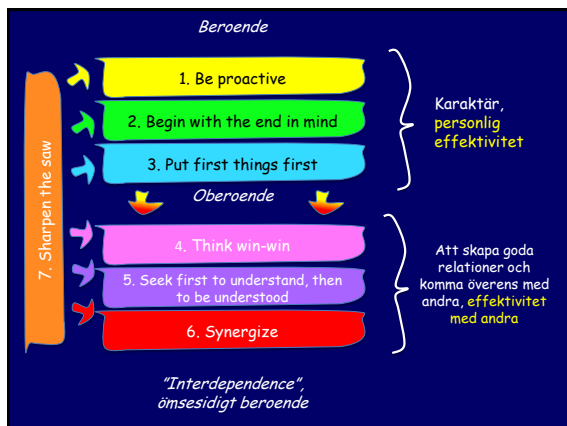 Beroende
1. Be proactive
2. Begin with the end in mind
3. Put first things first
Karaktär,
personlig
effektivitet
7. Sharpen the saw
Oberoende
4. Think win-win
5. Seek first to understand, then
to be understood
6. Synergize
Att skapa goda
relationer och
komma överens med
andra, effektivitet
med andra
"Interdependence",
ömsesidigt beroende